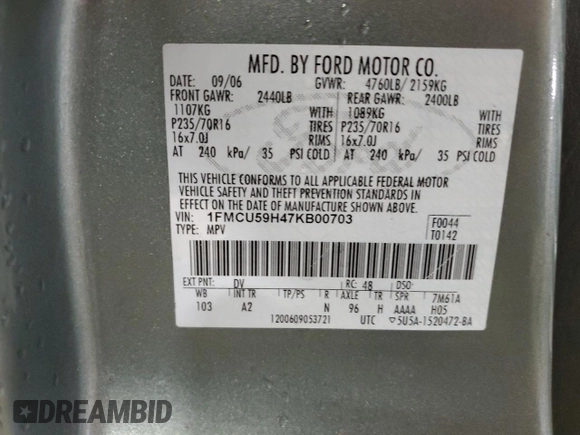 MFD. BY FORD MOTOR CO.
DATE: 09/06 GVWR: 4760LB/ 2159KG
FRONT GAWR: 2440LB REAR GAWR: 2400LB
1107KG WITH 1089KG WITH
P235/70R16 TIRES P235/70R16 TIRES
16x7.0J RIMS 16x7.0J RIMS
AT 240 kPa/ 35 PSI COLD AT 240 kPa/ 35 PSI COLD
THIS VEHICLE CONFORMS TO ALL APPLICABLE FEDERAL MOTOR
VEHICLE SAFETY AND THEFT PREVENTION STANDARDS IN EFFECT ON
THE DATE OF MANUFACTURE SHOWN ABOVE.
VIN: 1FMCU59H47KB00703 F0044
TYPE: MPV T0142
EXT PNT: DV RC: 48 DSO:
WB INT TR TP/PS R AXLE TR SPR 7M61A
103 A2 N 96 H AAAA H05
1200609053721 UTC ▽5U5A-1520472-BA
DREAMBID